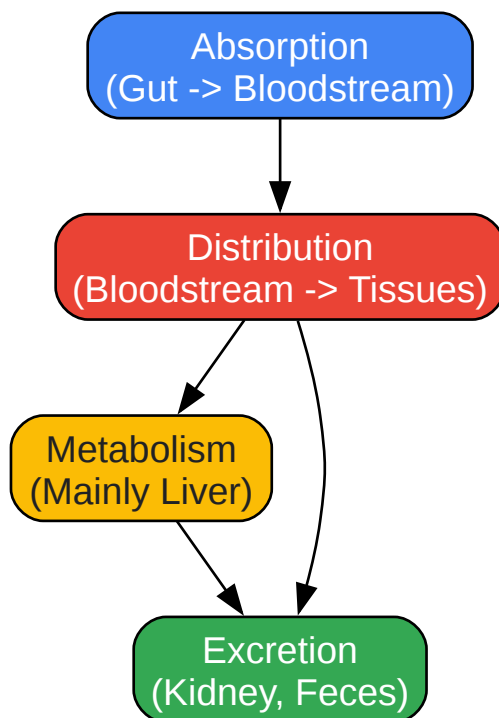 Absorption
(Gut -> Bloodstream)
Distribution
(Bloodstream -> Tissues)
Metabolism
(Mainly Liver)
Excretion
(Kidney, Feces)